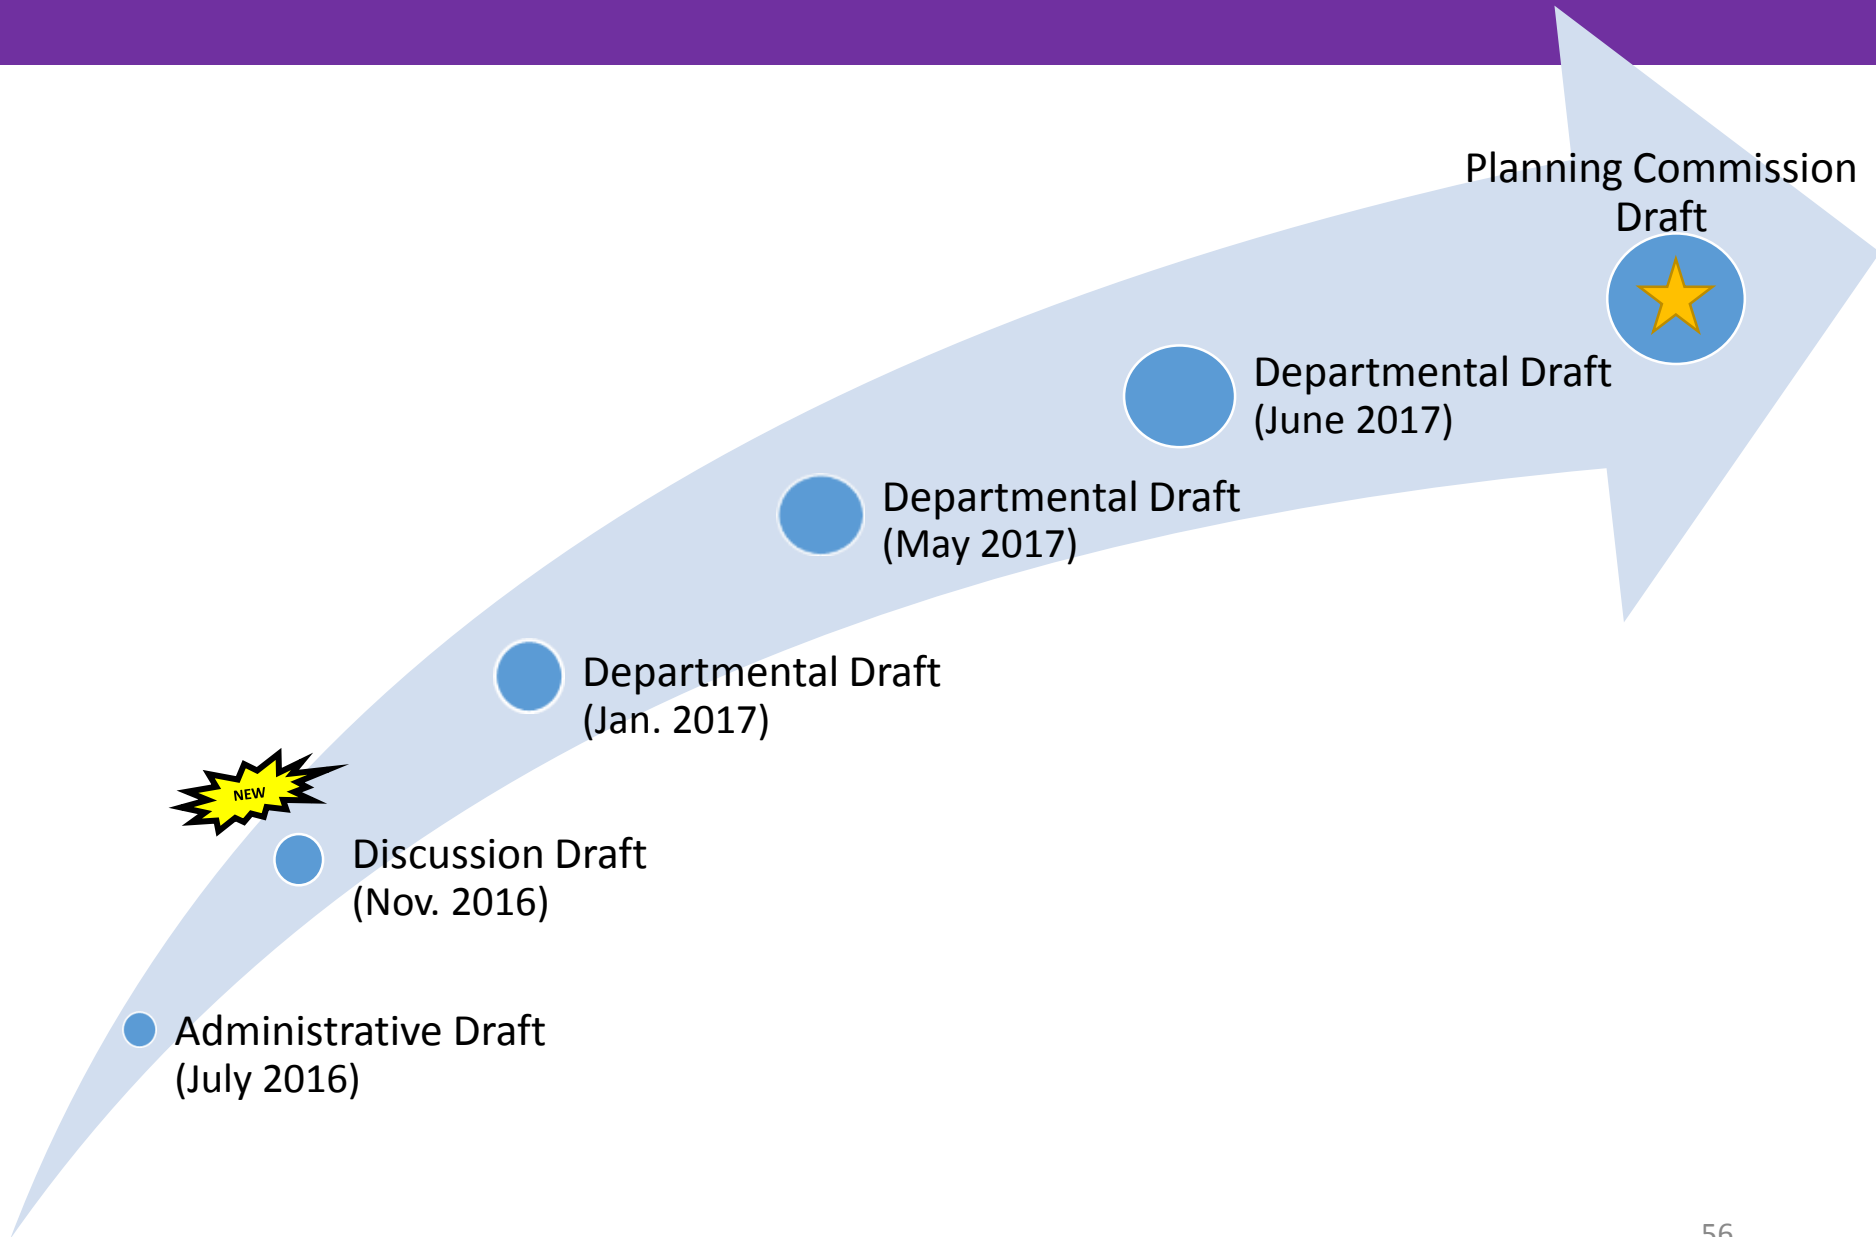 Planning Commission
Draft
Departmental Draft
(June 2017)
Departmental Draft
(May 2017)
Departmental Draft
(Jan. 2017)
NEW
Discussion Draft
(Nov. 2016)
Administrative Draft
(July 2016)
56